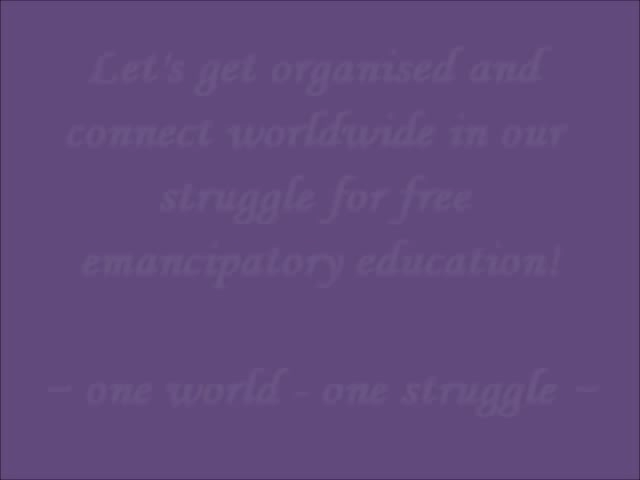 Let's get organised and
connect worldwide in our
struggle for free
emancipatory education!
~ one world - one struggle ~